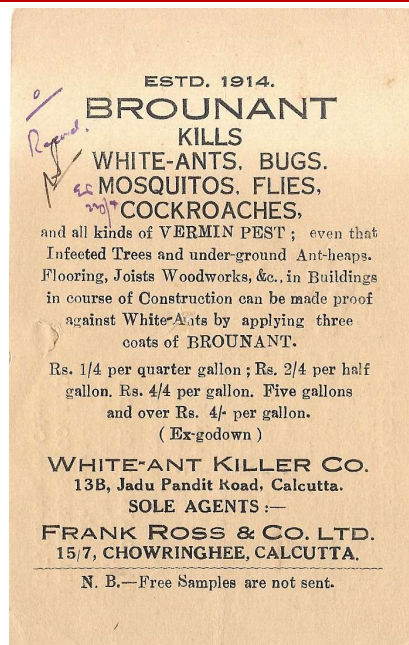 ESTD. 1914.
BROUNANT
KILLS
WHITE-ANTS, BUGS.
MOSQUITOS, FLIES,
COCKROACHES,
and all kinds of VERMIN PEST ; even that
Infected Trees and under-ground Ant-heaps.
Flooring, Joists Woodworks, &c., in Buildings
in course of Construction can be made proof
against White-Ants by applying three
coats of BROUNANT.
Rs. 1/4 per quarter gallon ; Rs. 2/4 per half
gallon. Rs. 4/4 per gallon. Five gallons
and over Rs. 4/- per gallon.
( Ex-godown )
WHITE-ANT KILLER CO.
13B, Jadu Pandit Road, Calcutta.
SOLE AGENTS :—
FRANK ROSS & CO. LTD.
15/7, CHOWRINGHEE, CALCUTTA.
N. B.—Free Samples are not sent.